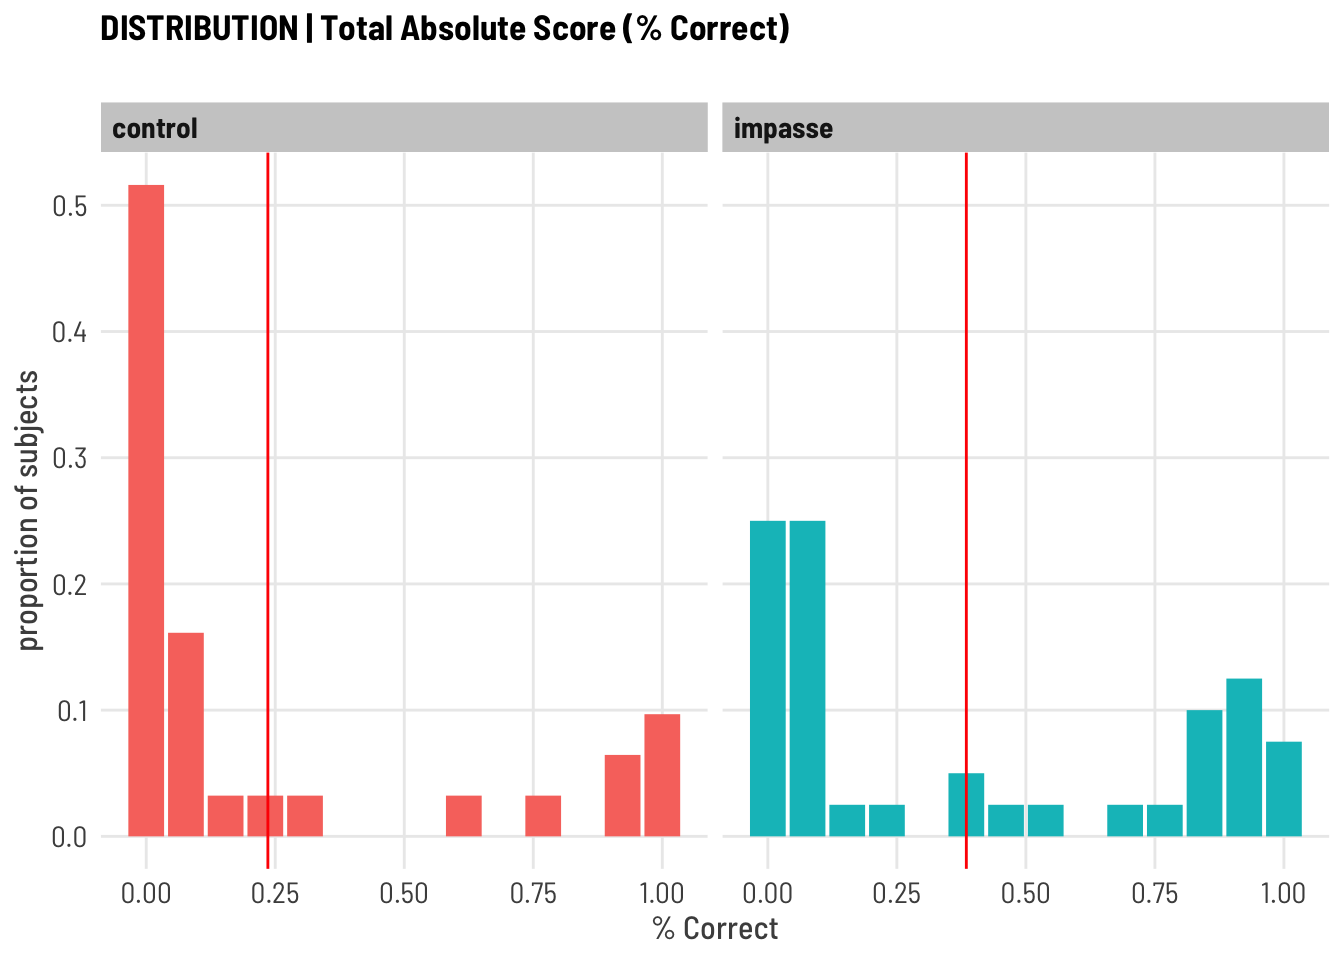 DISTRIBUTION | Total Absolute Score (% Correct)
control
impasse
proportion of subjects
0.5
0.4
0.3
0.2
0.1
0.0
0.00 0.25 0.50 0.75 1.00
0.00 0.25 0.50 0.75 1.00
% Correct